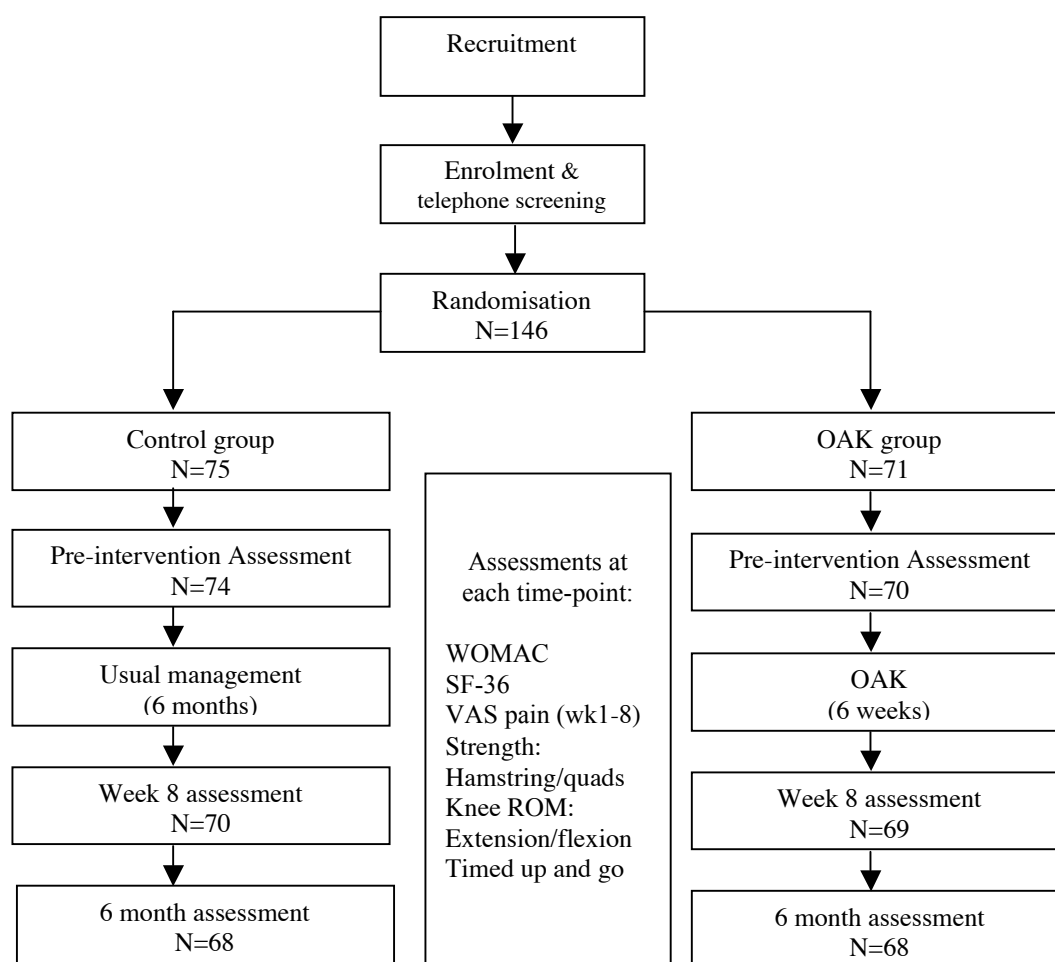 Recruitment
Enrolment &
telephone screening
Randomisation
N=146
Control group
N=75
Pre-intervention Assessment
N=74
Usual management
(6 months)
Week 8 assessment
N=70
6 month assessment
N=68
Assessments at
each time-point:
WOMAC
SF-36
VAS pain (wk1-8)
Strength:
Hamstring/quads
Knee ROM:
Extension/flexion
Timed up and go
OAK group
N=71
Pre-intervention Assessment
N=70
OAK
(6 weeks)
Week 8 assessment
N=69
6 month assessment
N=68